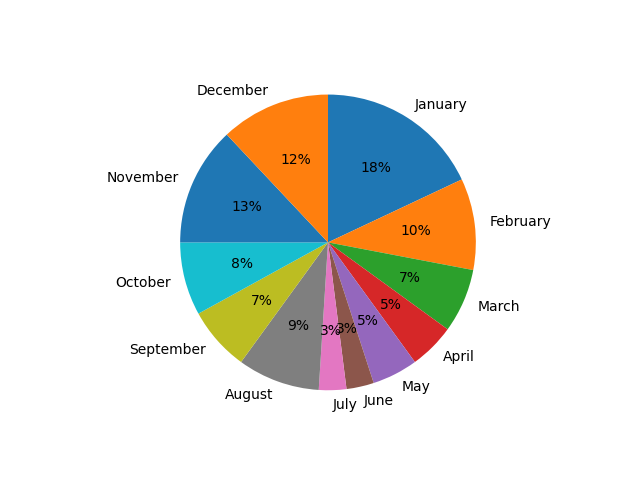 December
January
12%
18%
November
13%
February
10%
October
8%
7%
March
September
7%
5%
April
9%
5%
3%
3%
May
August
July
June